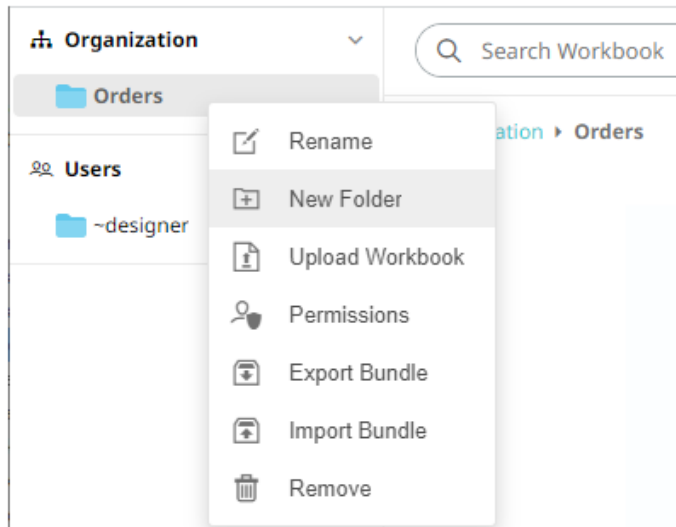 Organization
Orders
Users
~designer
Search Workbook
ation ▸ Orders
Rename
New Folder
Upload Workbook
Permissions
Export Bundle
Import Bundle
Remove